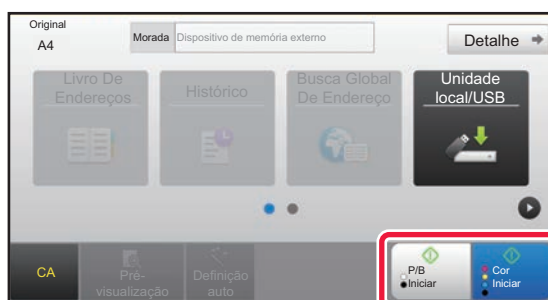 Original
A4
Morada Dispositivo de memória externo
Detalhe
Livro De
Endereços
Histórico
Busca Global
De Endereço
Unidade
local/USB
CA
Pré-
visualização
Definição
auto
P/B
Iniciar
Cor
Iniciar